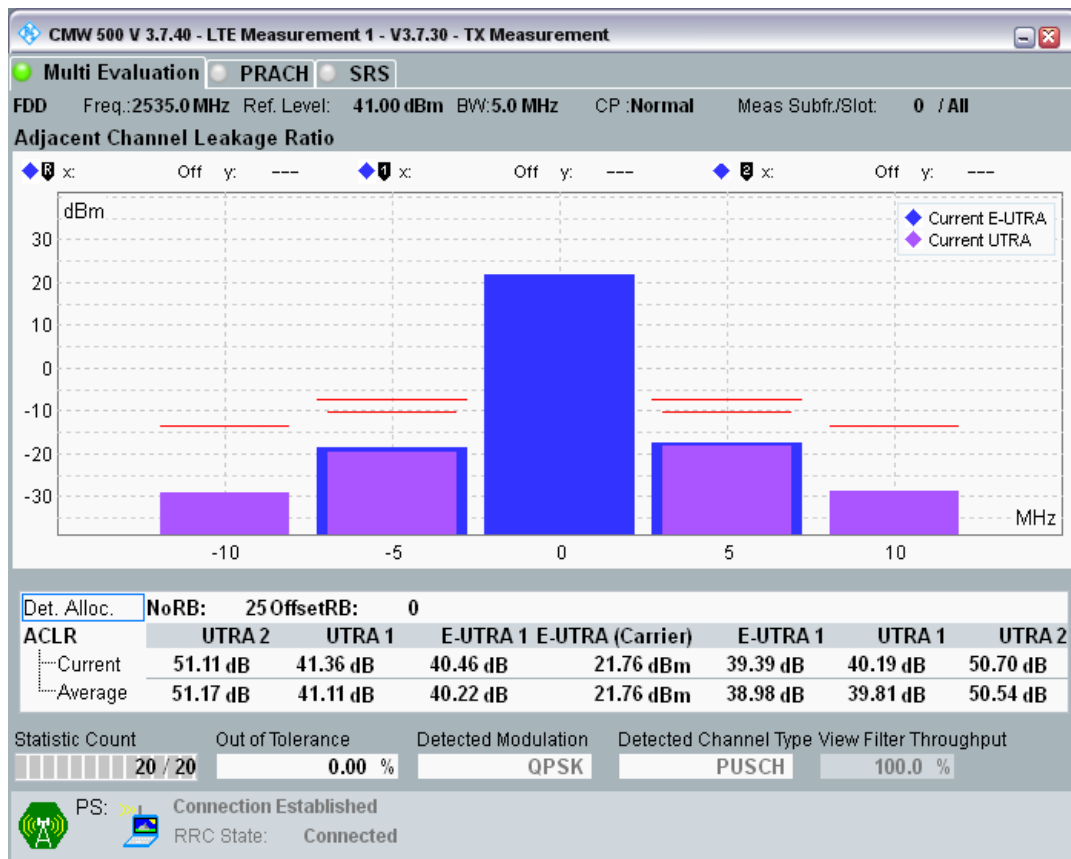 CMW 500 V 3.7.40 - LTE Measurement 1 - V3.7.30 - TX Measurement
Multi Evaluation PRACH SRS
FDD Freq.:2535.0 MHz Ref. Level: 41.00 dBm BW:5.0 MHz CP :Normal Meas Subfr./Slot: 0 / All
Adjacent Channel Leakage Ratio
R x: Off y: --- 1 x: Off y: --- 2 x: Off y: ---
dBm
Current E-UTRA
Current UTRA
30
20
10
0
-10
-20
-30
MHz
-10 -5 0 5 10
Det. Alloc. NoRB: 25 OffsetRB: 0
ACLR UTRA 2 UTRA 1 E-UTRA 1 E-UTRA (Carrier) E-UTRA 1 UTRA 1 UTRA 2
Current 51.11 dB 41.36 dB 40.46 dB 21.76 dBm 39.39 dB 40.19 dB 50.70 dB
Average 51.17 dB 41.11 dB 40.22 dB 21.76 dBm 38.98 dB 39.81 dB 50.54 dB
Statistic Count Out of Tolerance Detected Modulation Detected Channel Type View Filter Throughput
20 / 20 0.00 % QPSK PUSCH 100.0 %
PS: Connection Established
RRC State: Connected